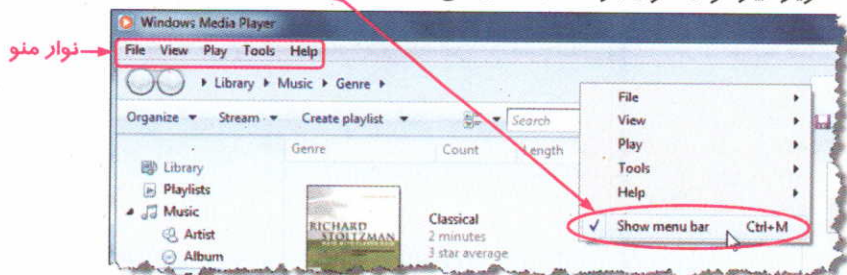 Windows Media Player
نوار منو
File View Play Tools Help
Library Music Genre
Organize Stream Create playlist Search
Genre Count Length
Library
Playlists
Music
Artist
Album
RICHARD
STOLTZMAN
Classical
2 minutes
3 star average
File
View
Play
Tools
Help
Show menu bar Ctrl+M